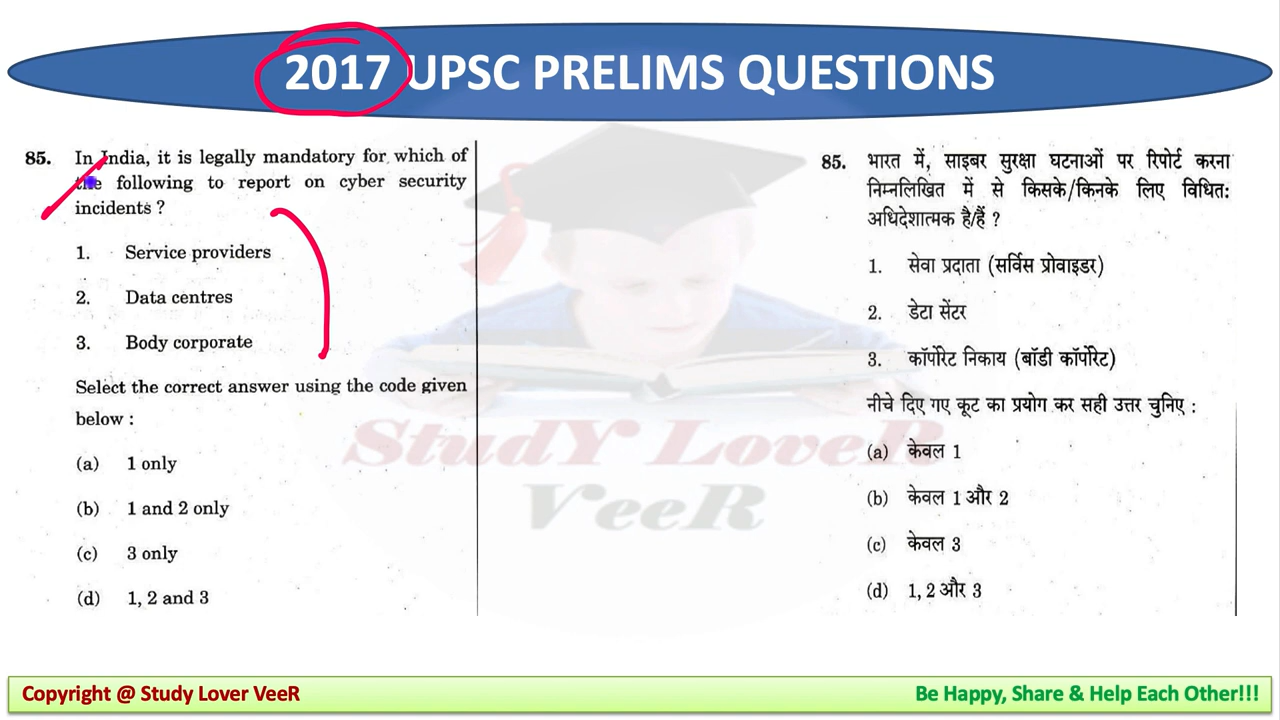 2017 UPSC PRELIMS QUESTIONS
85. In India, it is legally mandatory for which of
the following to report on cyber security
incidents ?
1. Service providers
2. Data centres
3. Body corporate
Select the correct answer using the code given
below :
(a) 1 only
(b) 1 and 2 only
(c) 3 only
(d) 1, 2 and 3
85. भारत में, साइबर सुरक्षा घटनाओं पर रिपोर्ट करना
निम्नलिखित में से किसके/किनके लिए विधित:
अधिदेशात्मक है/हैं ?
1. सेवा प्रदाता (सर्विस प्रोवाइडर)
2. डेटा सेंटर
3. कॉर्पोरेट निकाय (बॉडी कॉर्पोरेट)
नीचे दिए गए कूट का प्रयोग कर सही उत्तर चुनिए :
(a) केवल 1
(b) केवल 1 और 2
(c) केवल 3
(d) 1, 2 और 3
StudY LoveR
VeeR
Copyright @ Study Lover VeeR
Be Happy, Share & Help Each Other!!!